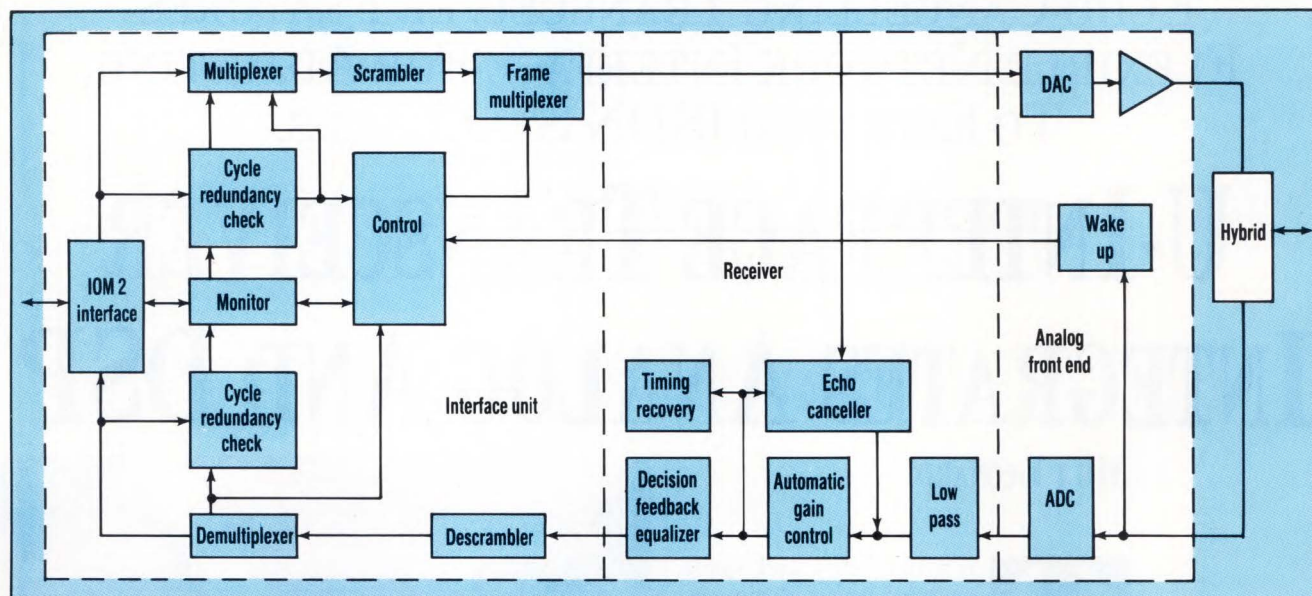 Multiplexer
Scrambler
Frame
multiplexer
DAC
Cycle
redundancy
check
Control
Wake
up
Hybrid
IOM 2
interface
Monitor
Receiver
Analog
front end
Cycle
redundancy
check
Interface unit
Timing
recovery
Echo
canceller
Decision
feedback
equalizer
Automatic
gain
control
Low
pass
ADC
Demultiplexer
Descrambler